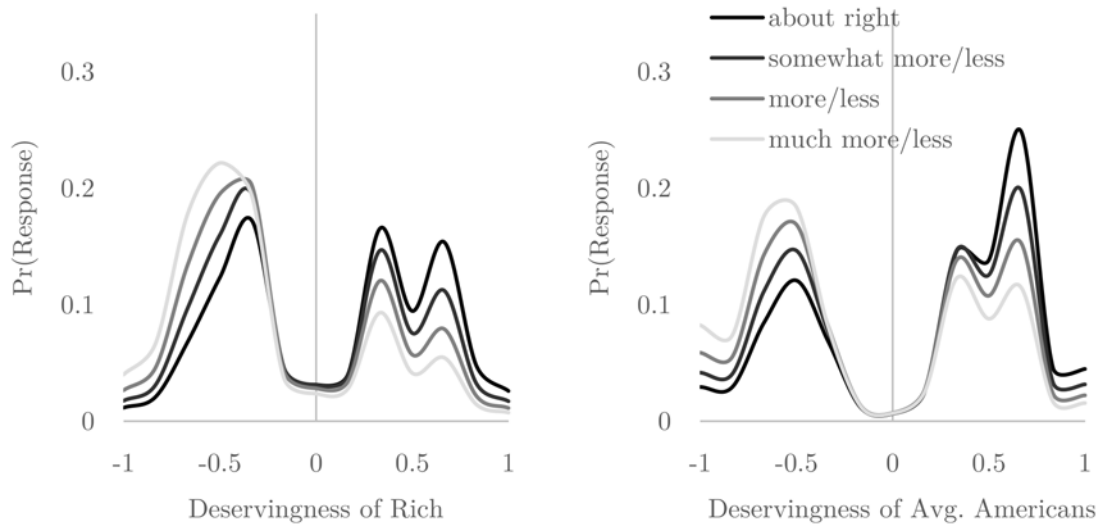 about right
somewhat more/less
more/less
much more/less
Pr(Response)
0.3
0.2
0.1
0
-1 -0.5 0 0.5 1
Deservingness of Rich
Pr(Response)
0.3
0.2
0.1
0
-1 -0.5 0 0.5 1
Deservingness of Avg. Americans